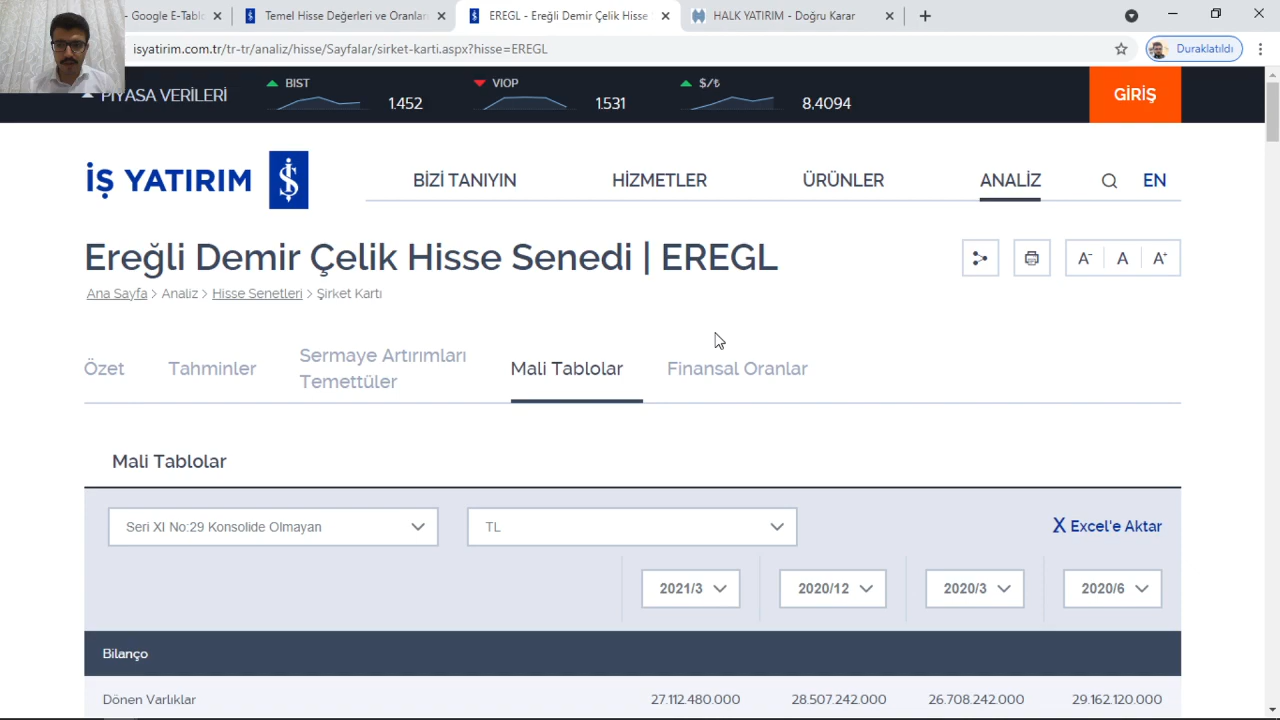 - Google E-Tabl
Temel Hisse Değerleri ve Oranlar
EREGL - Ereğli Demir Çelik Hisse
HALK YATIRIM - Doğru Karar
isyatirim.com.tr/tr-tr/analiz/hisse/Sayfalar/sirket-karti.aspx?hisse=EREGL
Duraklatıldı
PİYASA VERİLERİ
BIST
1.452
VIOP
1.531
$/₺
8,4094
GİRİŞ
İŞ YATIRIM
BİZİ TANIYIN
HİZMETLER
ÜRÜNLER
ANALİZ
EN
Ereğli Demir Çelik Hisse Senedi | EREGL
A- A A+
Ana Sayfa > Analiz > Hisse Senetleri > Şirket Kartı
Özet
Tahminler
Sermaye Artırımları
Temettüler
Mali Tablolar
Finansal Oranlar
Mali Tablolar
Seri XI No:29 Konsolide Olmayan
TL
X Excel'e Aktar
2021/3 2020/12 2020/3 2020/6
Bilanço
Dönen Varlıklar 27.112.480.000 28.507.242.000 26.708.242.000 29.162.120.000